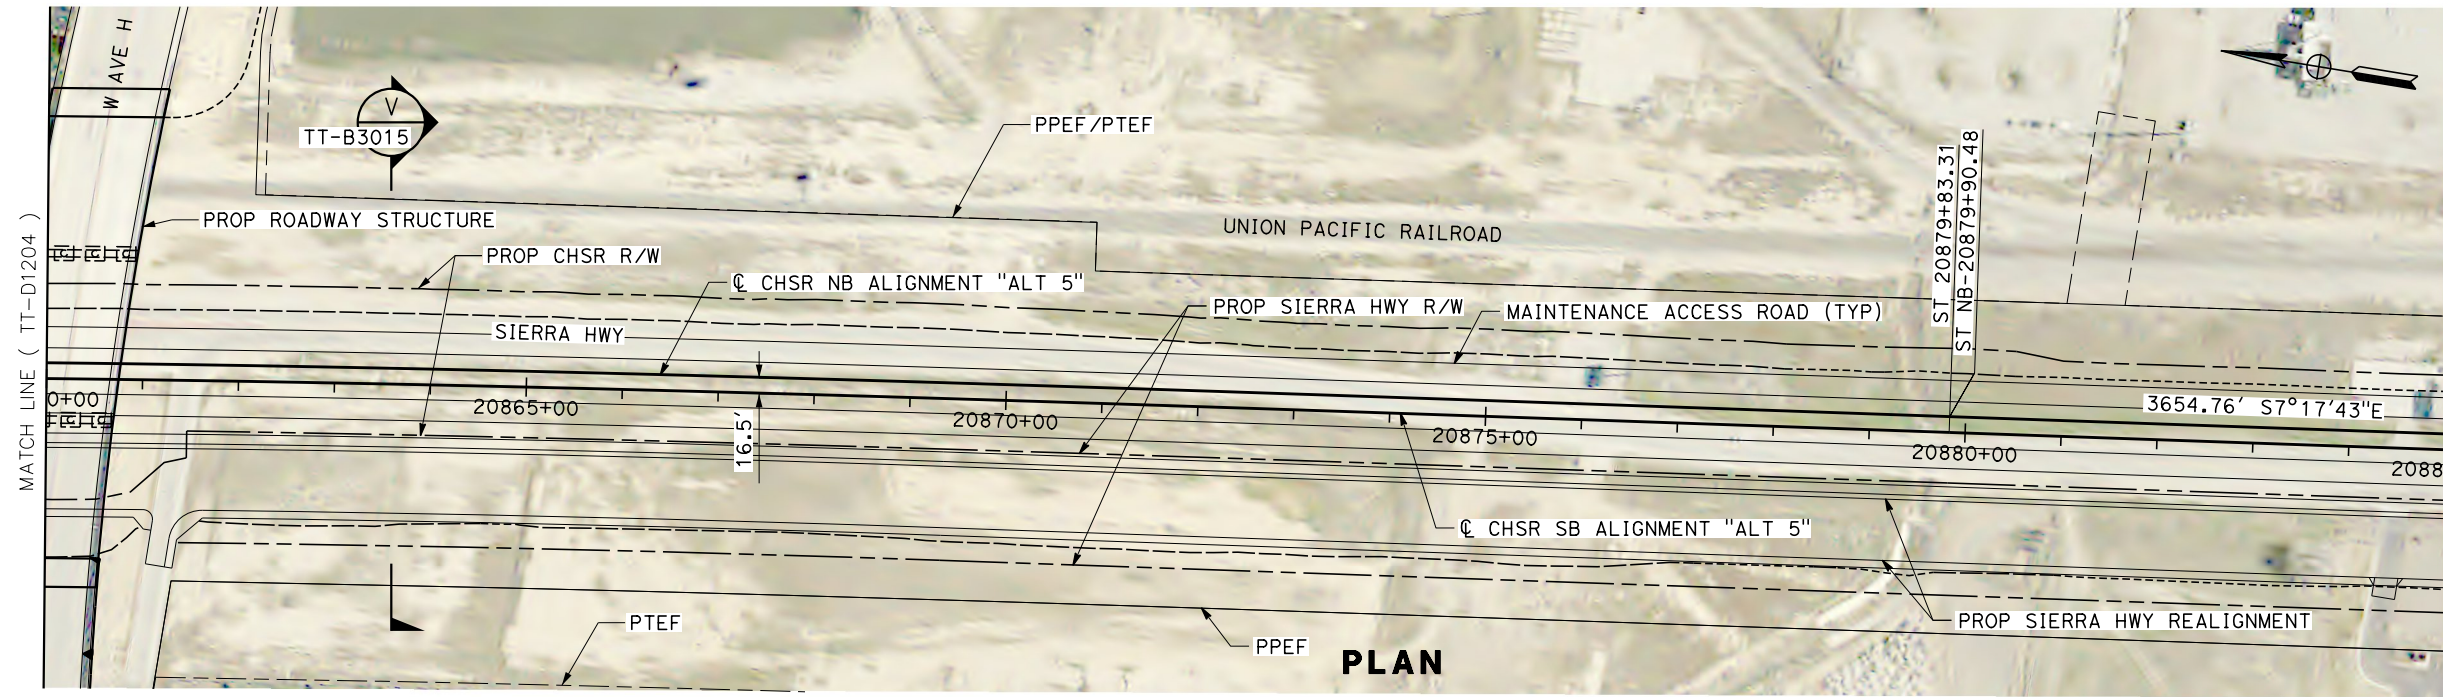 W AVE H
V
TT-B3015
PPEF/PTEF
ST 20879+83.31
ST NB-20879+90.48
MATCH LINE ( TT-D1204 )
PROP ROADWAY STRUCTURE
UNION PACIFIC RAILROAD
PROP CHSR R/W
℄ CHSR NB ALIGNMENT "ALT 5"
PROP SIERRA HWY R/W
MAINTENANCE ACCESS ROAD (TYP)
SIERRA HWY
0+00
20865+00
16.5'
20870+00
20875+00
3654.76' S7°17'43"E
20880+00
2088
℄ CHSR SB ALIGNMENT "ALT 5"
PTEF
PPEF
PROP SIERRA HWY REALIGNMENT
PLAN